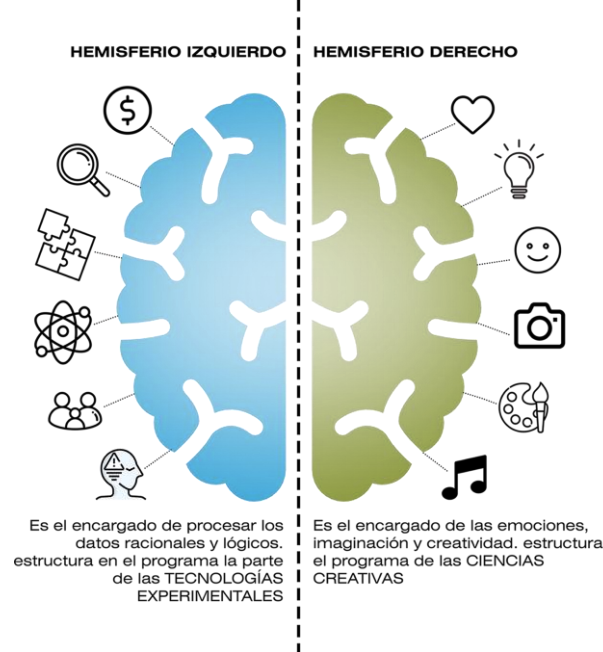 HEMISFERIO IZQUIERDO
HEMISFERIO DERECHO
$
Es el encargado de procesar los
datos racionales y lógicos.
estructura en el programa la parte
de las TECNOLOGÍAS
EXPERIMENTALES
Es el encargado de las emociones,
imaginación y creatividad. estructura
el programa de las CIENCIAS
CREATIVAS